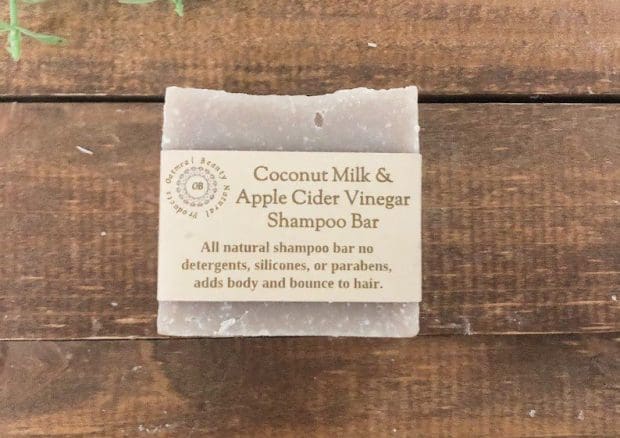 Oatmeal Beauty Natural Products
OB
Coconut Milk &
Apple Cider Vinegar
Shampoo Bar
All natural shampoo bar no
detergents, silicones, or parabens,
adds body and bounce to hair.